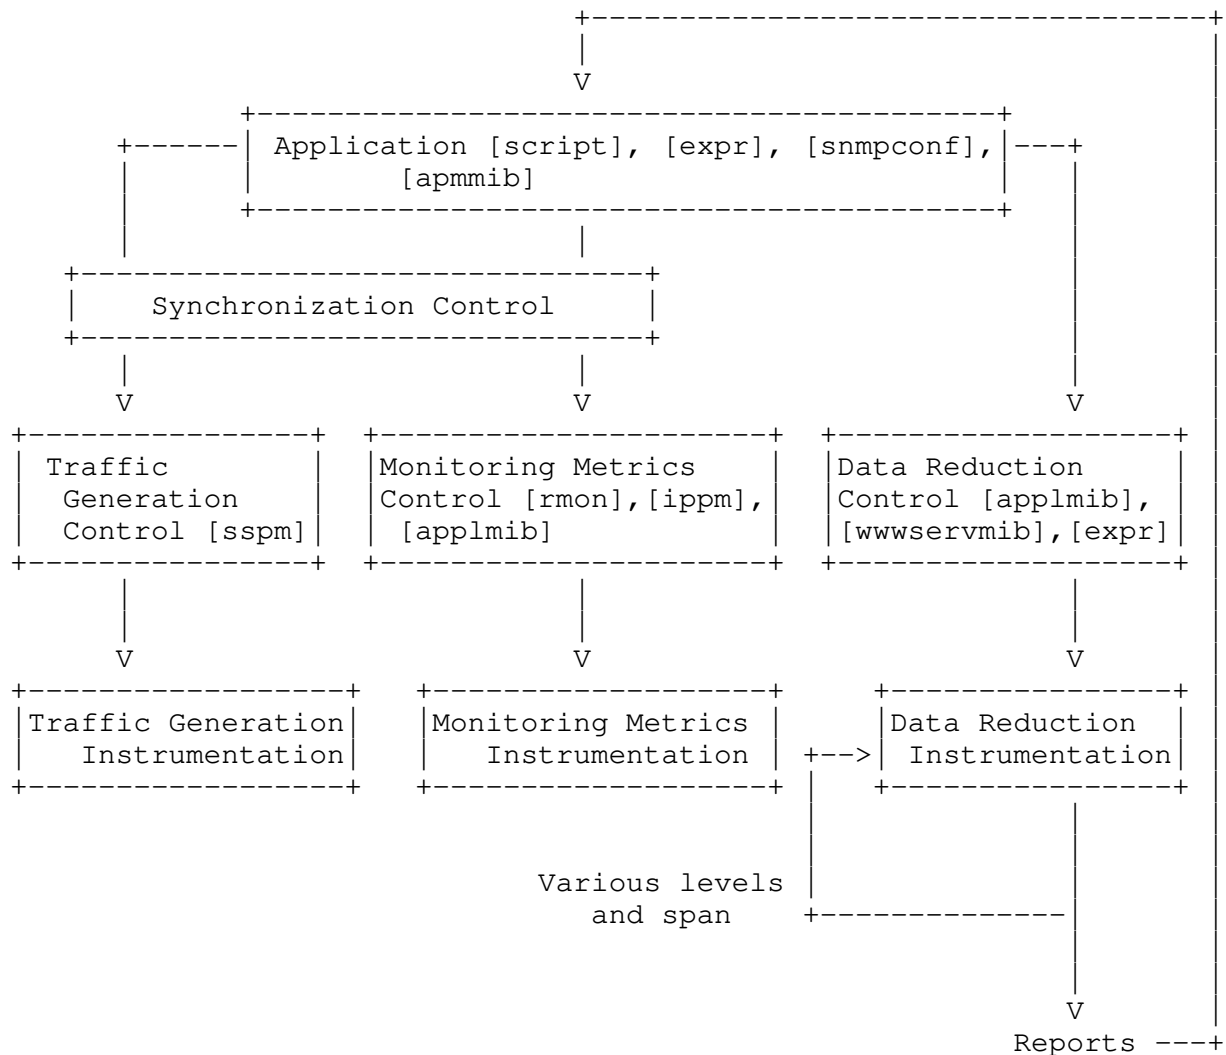 Application [script], [expr], [snmpconf],
[apmmib]
Synchronization Control
Traffic
Generation
Control [sspm]
Monitoring Metrics
Control [rmon],[ippm],
[applmib]
Data Reduction
Control [applmib],
[wwwservmib],[expr]
Traffic Generation
Instrumentation
Monitoring Metrics
Instrumentation
Data Reduction
Instrumentation
Various levels
and span
Reports